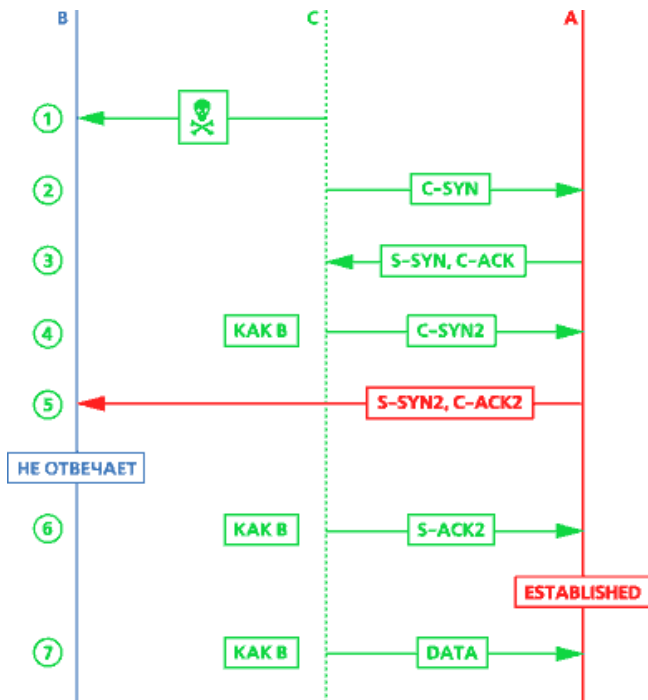 B C A
1
2 C-SYN
3 S-SYN, C-ACK
4 КАК В C-SYN2
5 S-SYN2, C-ACK2
НЕ ОТВЕЧАЕТ
6 КАК В S-ACK2
ESTABLISHED
7 КАК В DATA